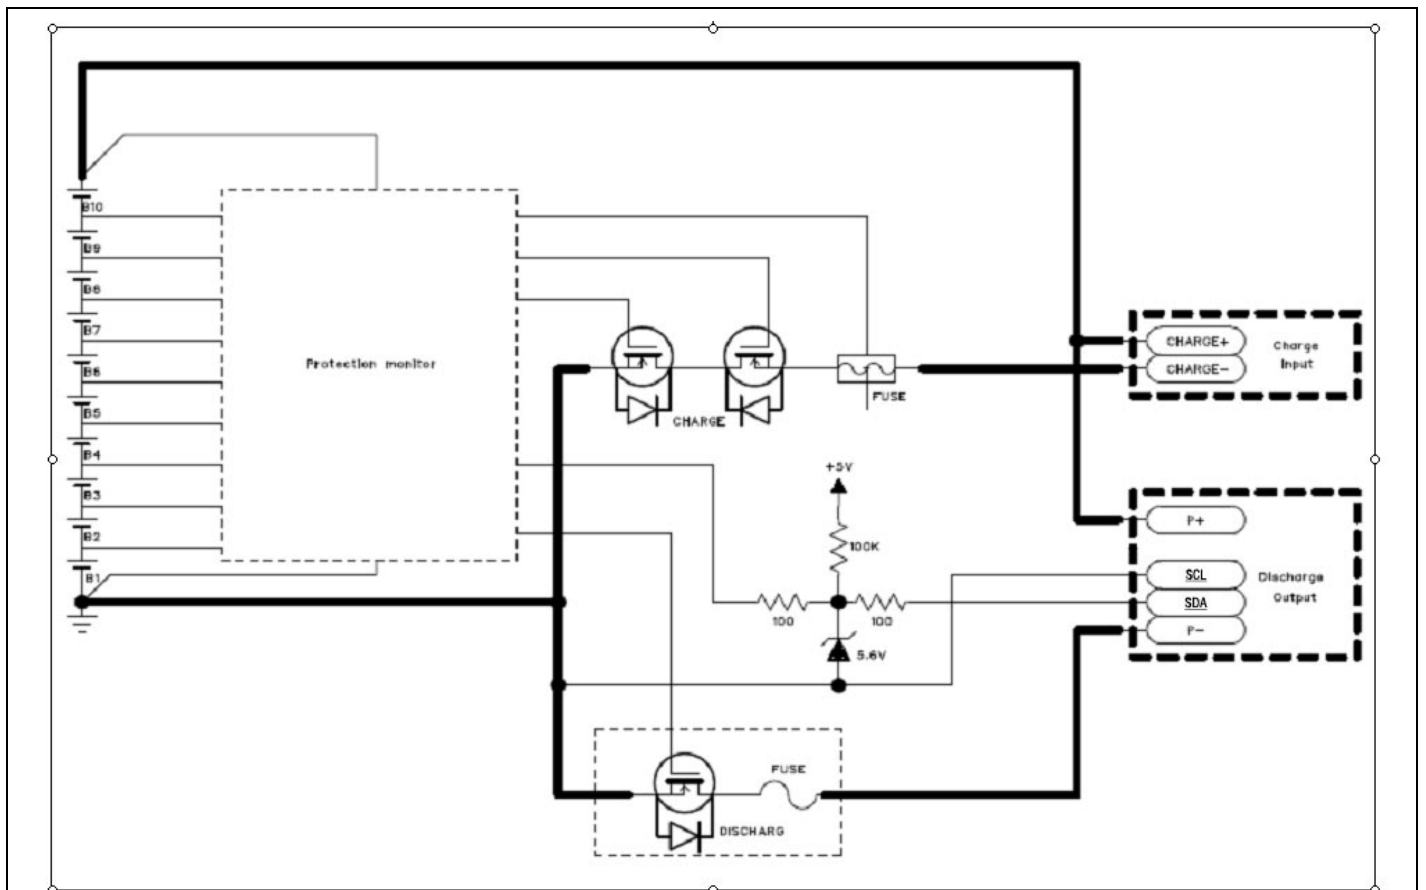 B10
B9
B8
B7
B6
B5
B4
B3
B2
B1
Protection monitor
CHARGE
FUSE
CHARGE+
CHARGE-
Charge
Input
+5V
100K
100
100
5.6V
P+
SCL
SDA
P-
Discharge
Output
FUSE
DISCHARG